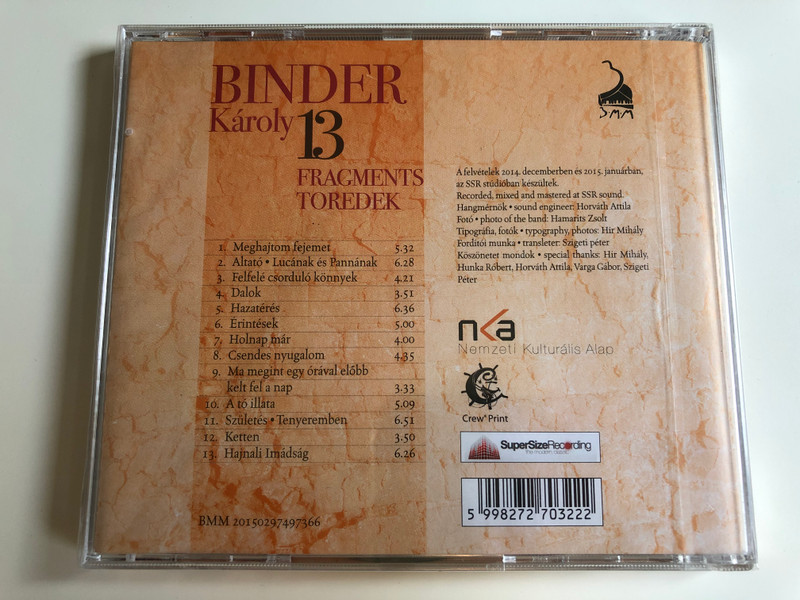 BINDER
Károly 13
FRAGMENTS
TOREDEK
1. Meghajtom fejemet 5.32
2. Altató • Lucának és Pannának 6.28
3. Felfelé csorduló könnyek 4.21
4. Dalok 3.51
5. Hazatérés 6.36
6. Érintések 5.00
7. Holnap már 4.00
8. Csendes nyugalom 4.35
9. Ma megint egy órával előbb
kelt fel a nap 3.33
10. A tó illata 5.09
11. Születés • Tenyeremben 6.51
12. Ketten 3.50
13. Hajnali Imádság 6.26
BMM 20150297497366
BMM
A felvételek 2014. decemberben és 2015. januárban,
az SSR stúdióban készültek.
Recorded, mixed and mastered at SSR sound.
Hangmérnök • sound engineer: Horváth Attila
Fotó • photo of the band: Hamarits Zsolt
Tipográfia, fotók • typography, photos: Hir Mihály
Fordítói munka • transleter: Szigeti péter
Köszönetet mondok • special thanks: Hir Mihály,
Hunka Róbert, Horváth Attila, Varga Gábor, Szigeti
Péter
nka
Nemzeti Kulturális Alap
Crew Print
SuperSizeRecording
the modern classic
5 998272 703222